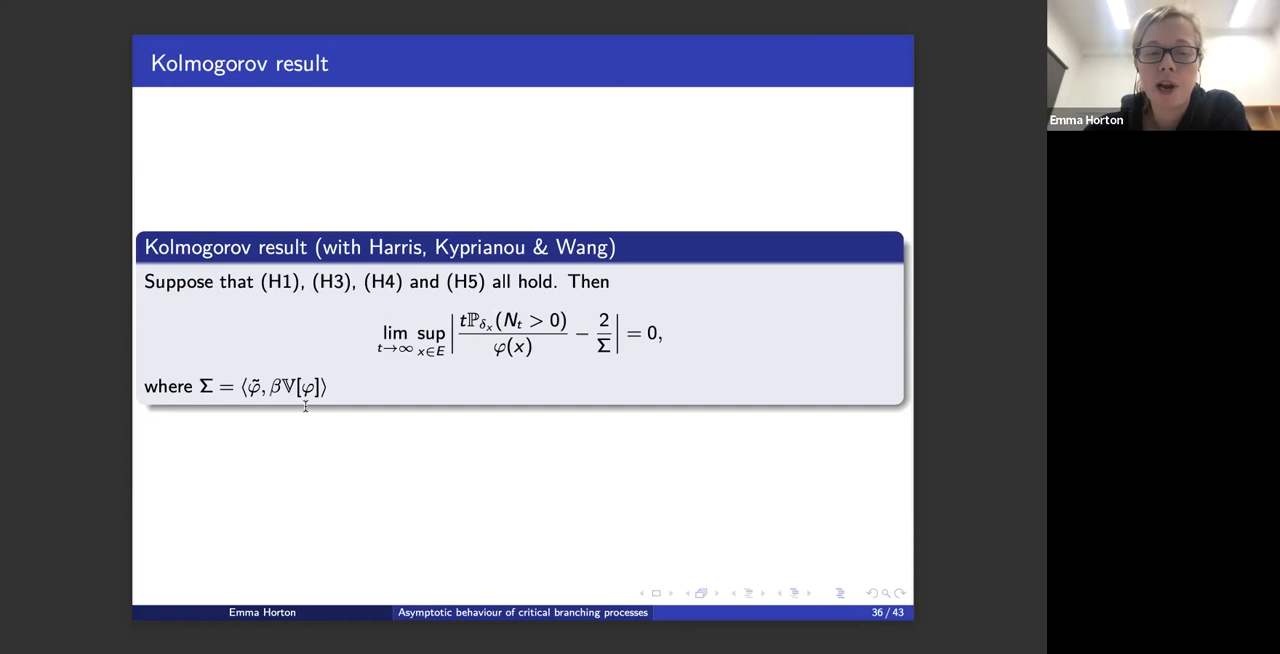 Kolmogorov result
Emma Horton
Kolmogorov result (with Harris, Kyprianou & Wang)
Suppose that (H1), (H3), (H4) and (H5) all hold. Then
lim sup | tℙ_{δₓ}(Nₜ > 0) / φ(x) − 2 / Σ | = 0,
t→∞ x∈E
where Σ = ⟨φ̃, β𝕍[φ]⟩
Emma Horton Asymptotic behaviour of critical branching processes 36 / 43